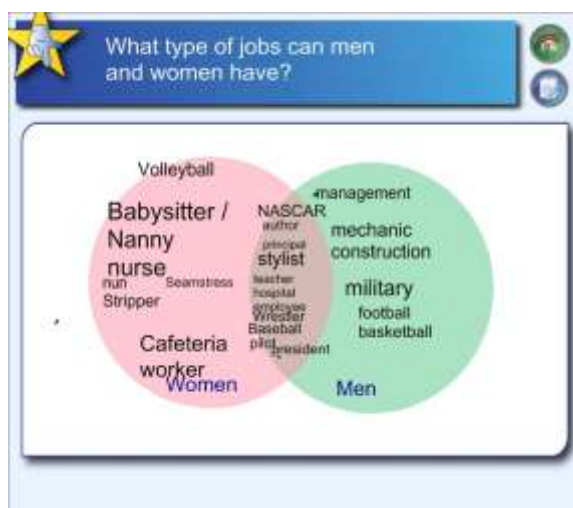 What type of jobs can men
and women have?
Volleyball
Babysitter /
Nanny
nurse
nun
Seamstress
Stripper
Cafeteria
worker
Women
NASCAR
author
principal
stylist
teacher
hospital
employee
Wrestler
Baseball
pilot
president
management
mechanic
construction
military
football
basketball
Men